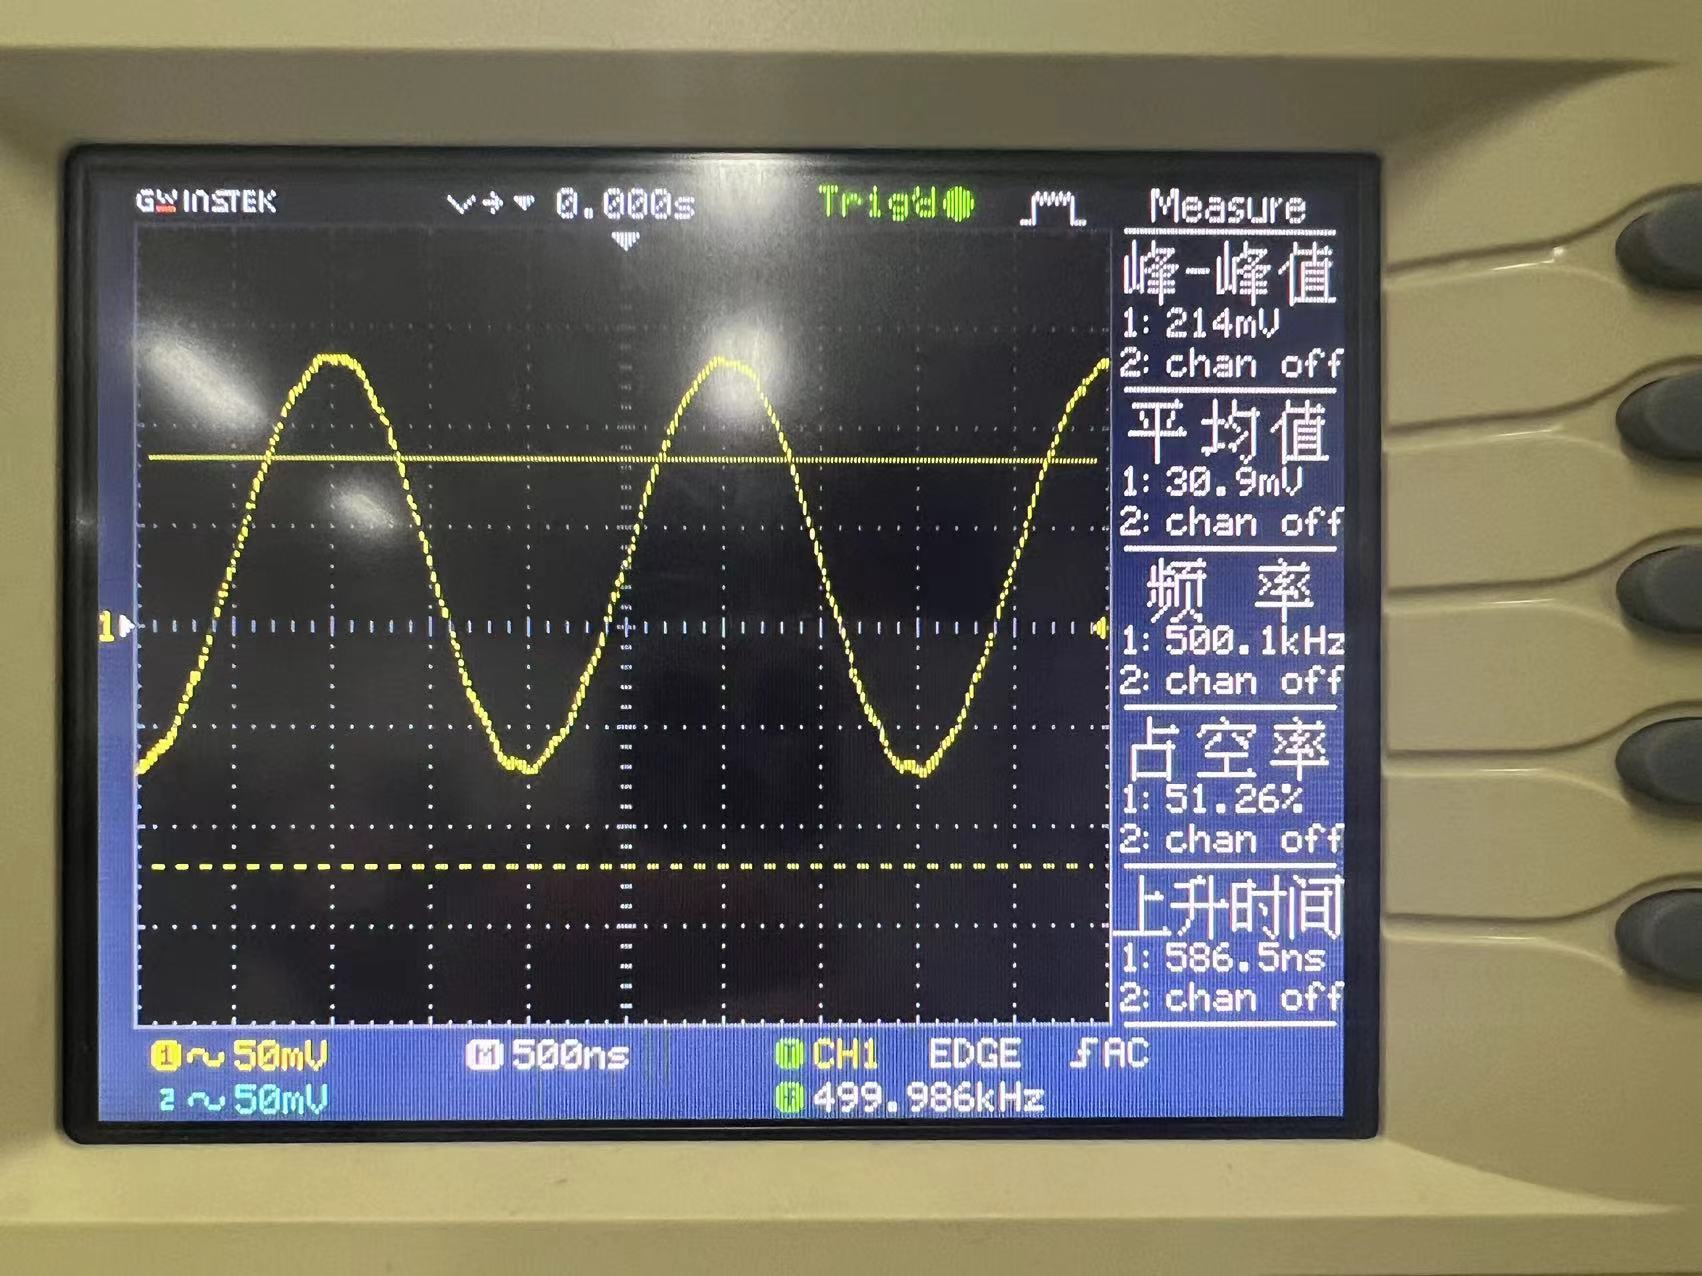 GWINSTEK 0.000s Trig'd Measure
峰-峰值
1: 214mV
2: chan off
平均值
1: 30.9mV
2: chan off
频 率
1: 500.1kHz
2: chan off
占空率
1: 51.26%
2: chan off
上升时间
1: 586.5ns
2: chan off
1
1 50mV M 500ns T CH1 EDGE AC
2 50mV F 499.986kHz